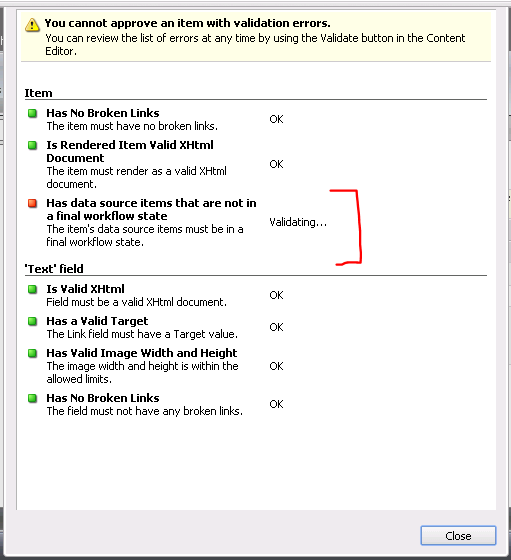 You cannot approve an item with validation errors.
You can review the list of errors at any time by using the Validate button in the Content
Editor.
Item
Has No Broken Links
The item must have no broken links.
OK
Is Rendered Item Valid XHtml
Document
The item must render as a valid XHtml
document.
OK
Has data source items that are not in
a final workflow state
The item's data source items must be in a
final workflow state.
Validating...
'Text' field
Is Valid XHtml
Field must be a valid XHtml document.
OK
Has a Valid Target
The Link field must have a Target value.
OK
Has Valid Image Width and Height
The image width and height is within the
allowed limits.
OK
Has No Broken Links
The field must not have any broken links.
OK
Close